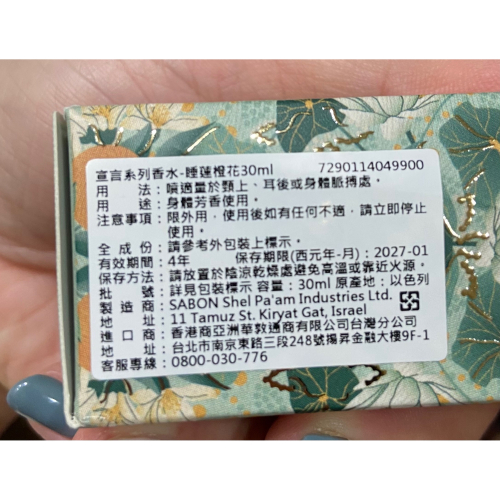 宣言系列香水-睡蓮橙花30ml 7290114049900
用 法：噴適量於頸上、耳後或身體脈搏處。
用 途：身體芳香使用。
注意事項：限外用，使用後如有任何不適，請立即停止
使用。
全 成 份：請參考外包裝上標示。
有效期間：4年 保存期限(西元年-月)：2027-01
保存方法：請放置於陰涼乾燥處避免高溫或靠近火源。
批 號：詳見包裝標示 容量：30ml 原產地：以色列
製 造 商：SABON Shel Pa'am Industries Ltd.
地 址：11 Tamuz St. Kiryat Gat, Israel
進 口 商：香港商亞洲華敦通商有限公司台灣分公司
地 址：台北市南京東路三段248號揚昇金融大樓9F-1
客服專線：0800-030-776